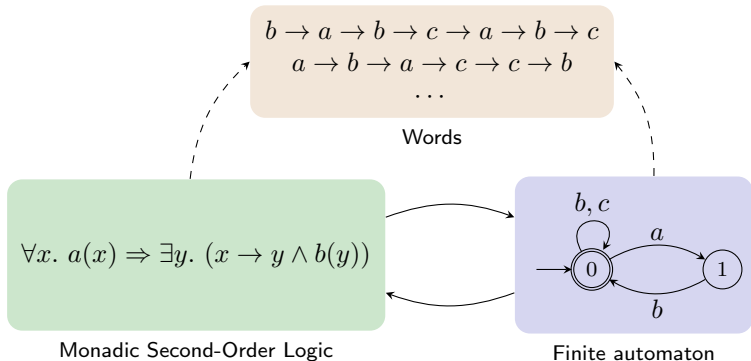 b → a → b → c → a → b → c
a → b → a → c → c → b
...
Words
∀x. a(x) ⇒ ∃y. (x → y ∧ b(y))
Monadic Second-Order Logic
b, c
a
0
1
b
Finite automaton